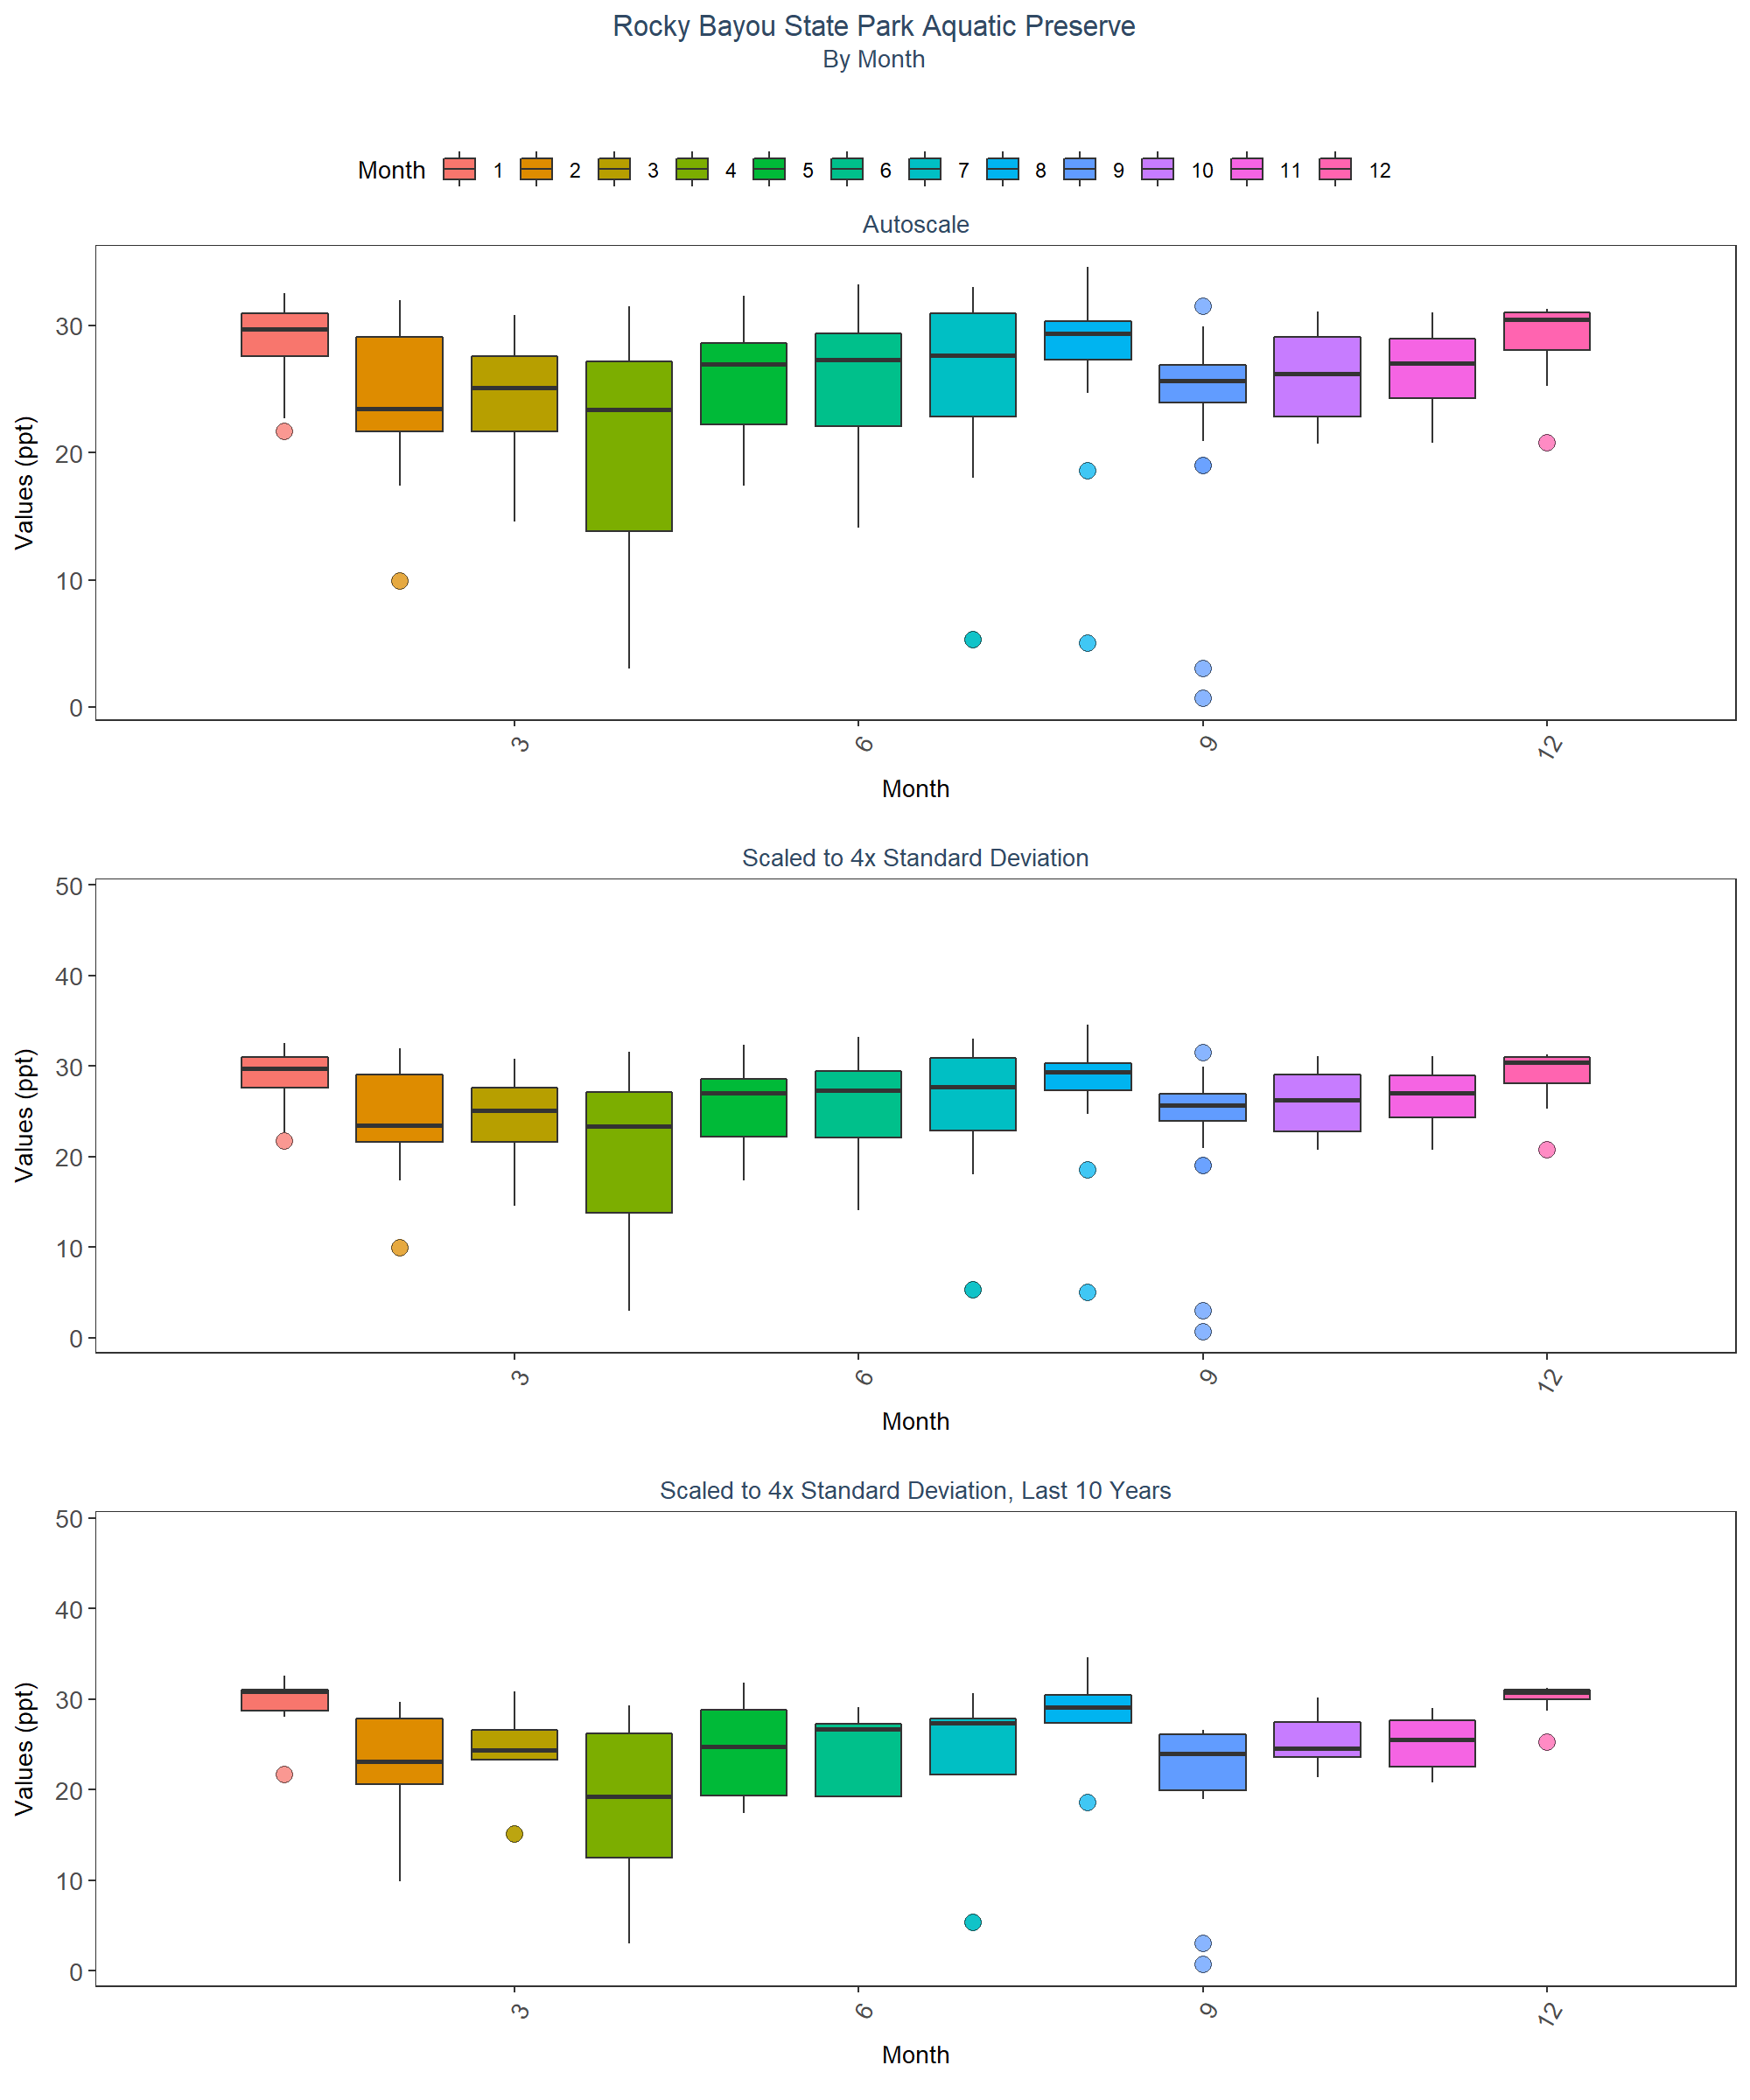 Rocky Bayou State Park Aquatic Preserve
By Month
Month 1 2 3 4 5 6 7 8 9 10 11 12
Autoscale
Values (ppt)
30
20
10
0
3 6 9 12
Month
Scaled to 4x Standard Deviation
Values (ppt)
50
40
30
20
10
0
3 6 9 12
Month
Scaled to 4x Standard Deviation, Last 10 Years
Values (ppt)
50
40
30
20
10
0
3 6 9 12
Month